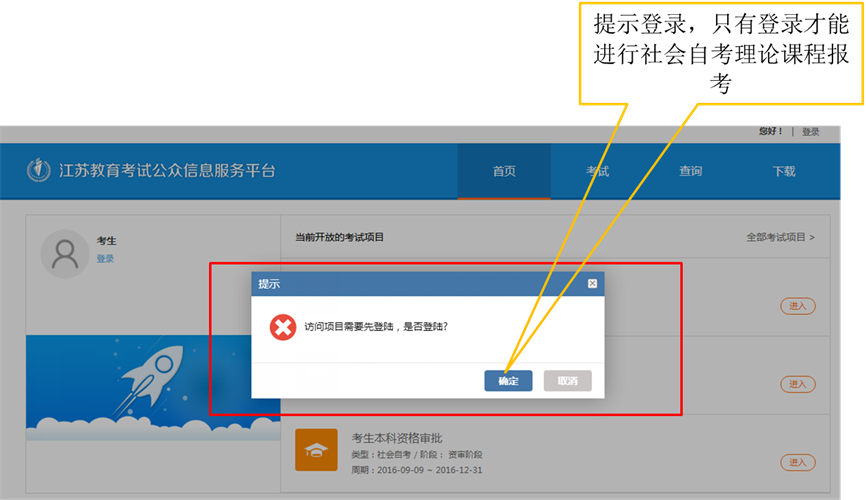 提示登录，只有登录才能
进行社会自考理论课程报
考
您好！ | 登录
江苏教育考试公众信息服务平台
首页
考试
查询
下载
考生
登录
当前开放的考试项目
全部考试项目 >
提示
进入
访问项目需要先登陆，是否登陆?
确定
取消
进入
考生本科资格审批
类型：社会自考 / 阶段： 资审阶段
周期：2016-09-09 ~ 2016-12-31
进入